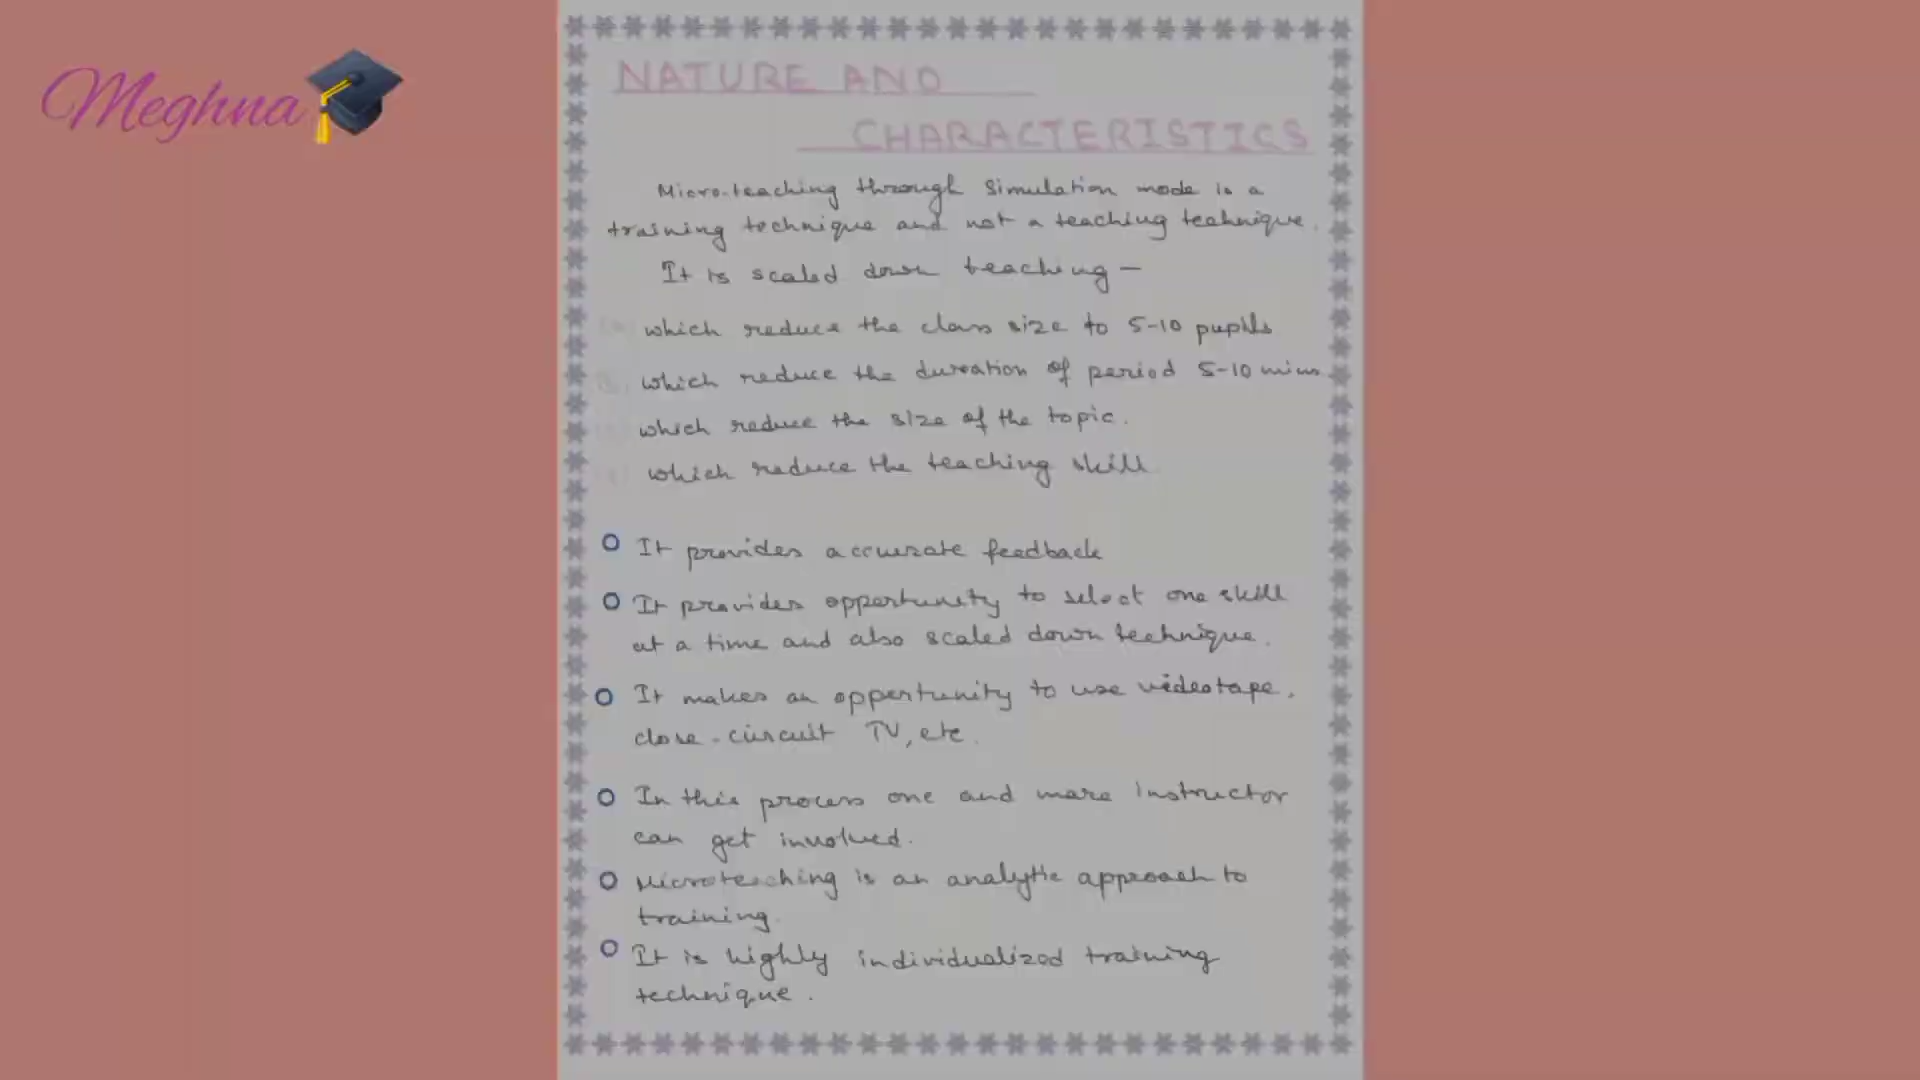 Meghna
NATURE AND
CHARACTERISTICS
Micro-teaching through simulation mode is a
training technique and not a teaching technique.
It is scaled down teaching -
which reduce the class size to 5-10 pupils
which reduce the duration of period 5-10 mins
which reduce the size of the topic.
which reduce the teaching skill
It provides accurate feedback
It provides opportunity to select one skill
at a time and also scaled down technique.
It makes an opportunity to use videotape,
close-circuit TV, etc.
In this process one and more instructor
can get involved.
Microteaching is an analytic approach to
training.
It is highly individualized training
technique.